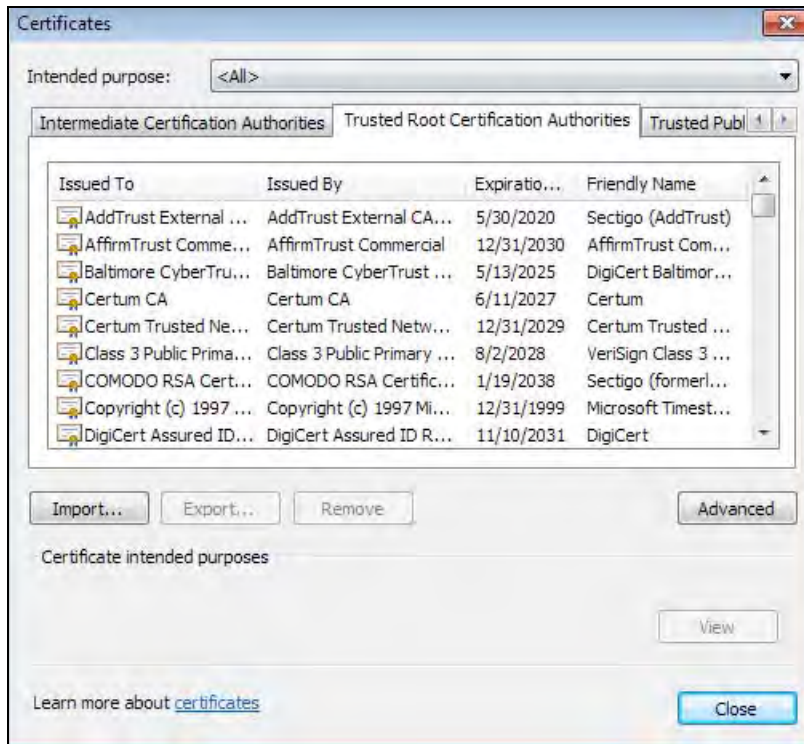 Certificates
Intended purpose: <All>
Intermediate Certification Authorities Trusted Root Certification Authorities Trusted Publ
Issued To Issued By Expiratio... Friendly Name
AddTrust External ... AddTrust External CA... 5/30/2020 Sectigo (AddTrust)
AffirmTrust Comme... AffirmTrust Commercial 12/31/2030 AffirmTrust Com...
Baltimore CyberTru... Baltimore CyberTrust ... 5/13/2025 DigiCert Baltimor...
Certum CA Certum CA 6/11/2027 Certum
Certum Trusted Ne... Certum Trusted Netw... 12/31/2029 Certum Trusted ...
Class 3 Public Prima... Class 3 Public Primary ... 8/2/2028 VeriSign Class 3 ...
COMODO RSA Cert... COMODO RSA Certific... 1/19/2038 Sectigo (formerl...
Copyright (c) 1997 ... Copyright (c) 1997 Mi... 12/31/1999 Microsoft Timest...
DigiCert Assured ID... DigiCert Assured ID R... 11/10/2031 DigiCert
Import... Export... Remove Advanced
Certificate intended purposes
View
Learn more about certificates
Close